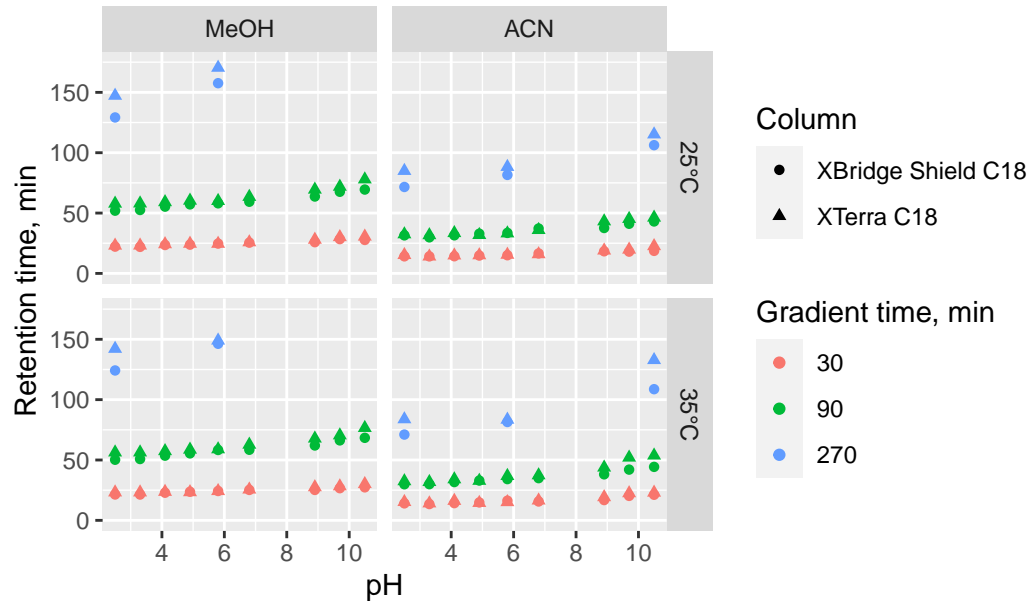 MeOH
ACN
Retention time, min
150
100
50
0
25°C
150
100
50
0
35°C
4
6
8
10
4
6
8
10
pH
Column
XBridge Shield C18
XTerra C18
Gradient time, min
30
90
270